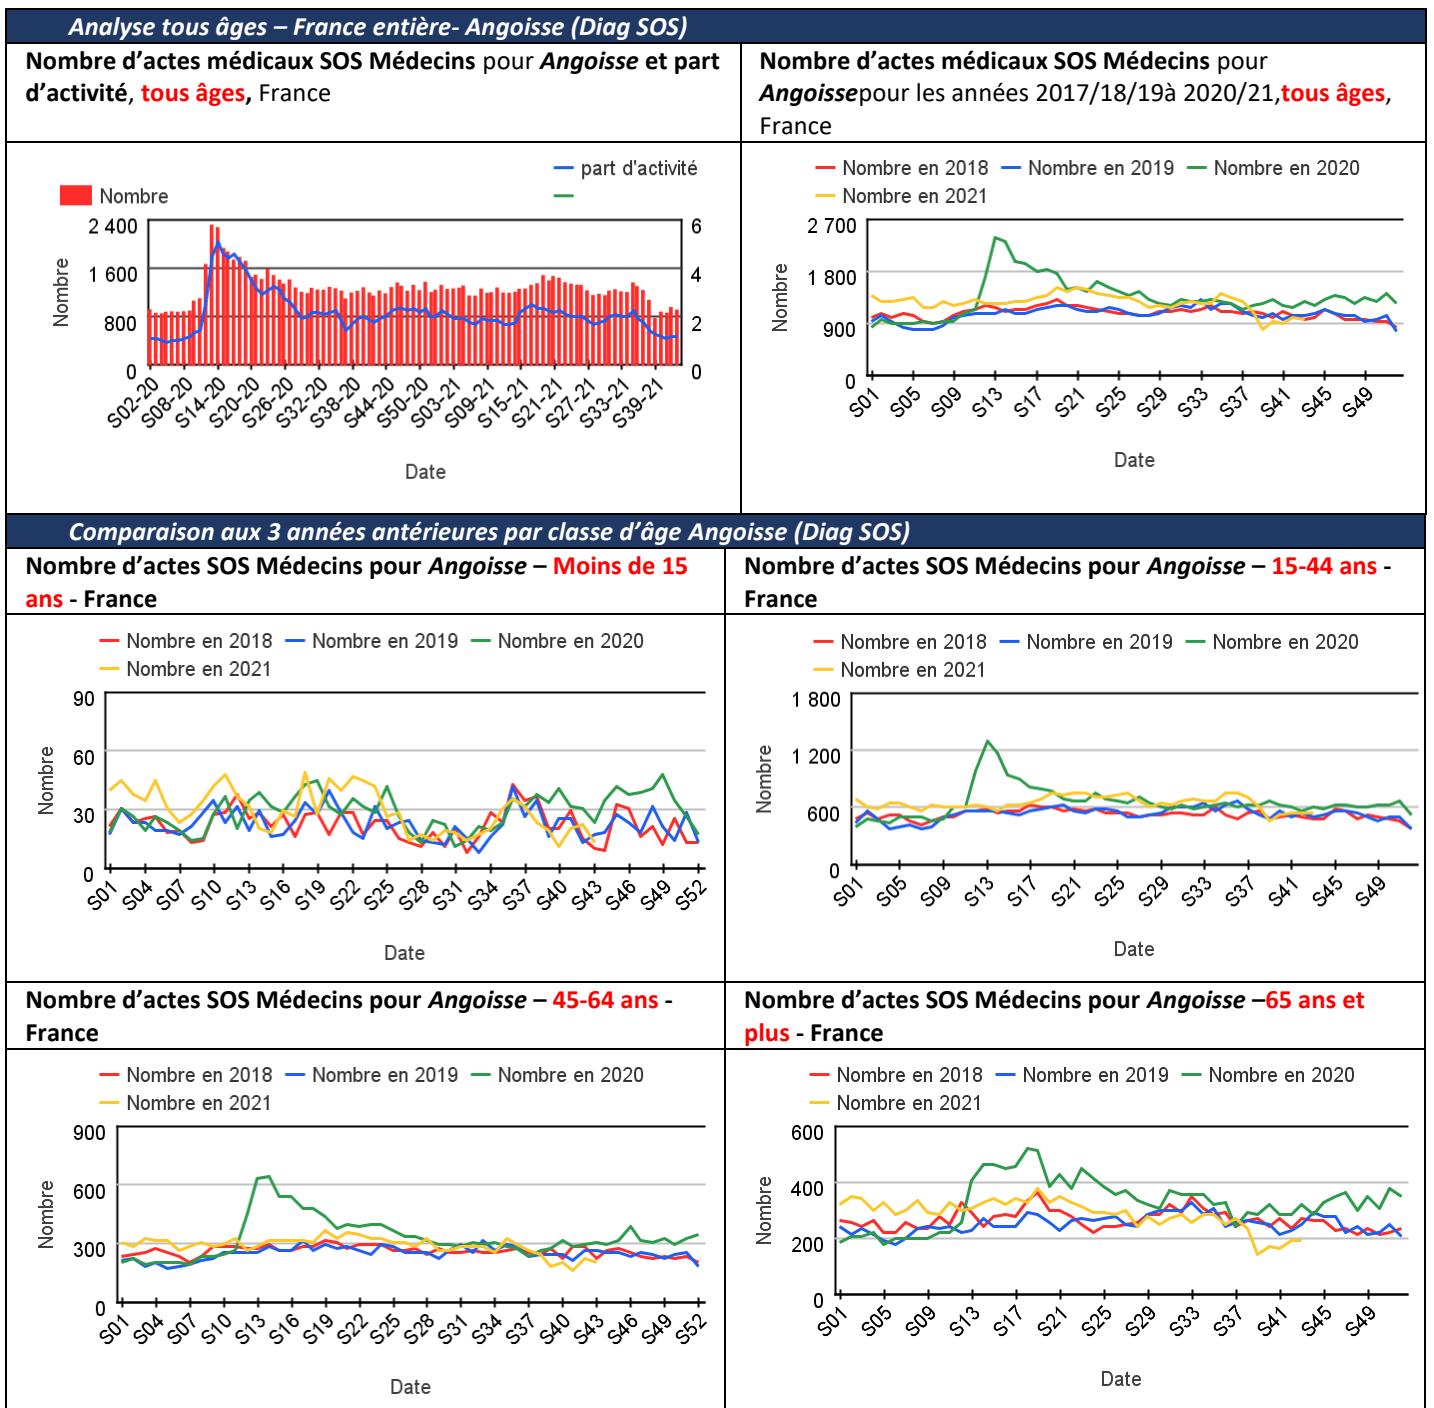 Analyse tous âges – France entière- Angoisse (Diag SOS)
Nombre d’actes médicaux SOS Médecins pour Angoisse et part
d’activité, tous âges, France
Nombre d’actes médicaux SOS Médecins pour
Angoissepour les années 2017/18/19à 2020/21,tous âges,
France
part d'activité
Nombre
2 400
1 600
800
0
6
4
2
0
Nombre
S02-20
S08-20
S14-20
S20-20
S26-20
S32-20
S38-20
S44-20
S50-20
S03-21
S09-21
S15-21
S21-21
S27-21
S33-21
S39-21
Date
Nombre en 2018
Nombre en 2019
Nombre en 2020
Nombre en 2021
2 700
1 800
900
0
Nombre
S01
S05
S09
S13
S17
S21
S25
S29
S33
S37
S41
S45
S49
Date
Comparaison aux 3 années antérieures par classe d’âge Angoisse (Diag SOS)
Nombre d’actes SOS Médecins pour Angoisse – Moins de 15
ans - France
Nombre d’actes SOS Médecins pour Angoisse – 15-44 ans -
France
Nombre en 2018
Nombre en 2019
Nombre en 2020
Nombre en 2021
90
60
30
0
Nombre
S01
S04
S07
S10
S13
S16
S19
S22
S25
S28
S31
S34
S37
S40
S43
S46
S49
S52
Date
Nombre en 2018
Nombre en 2019
Nombre en 2020
Nombre en 2021
1 800
1 200
600
0
Nombre
S01
S05
S09
S13
S17
S21
S25
S29
S33
S37
S41
S45
S49
Date
Nombre d’actes SOS Médecins pour Angoisse – 45-64 ans -
France
Nombre d’actes SOS Médecins pour Angoisse –65 ans et
plus - France
Nombre en 2018
Nombre en 2019
Nombre en 2020
Nombre en 2021
900
600
300
0
Nombre
S01
S04
S07
S10
S13
S16
S19
S22
S25
S28
S31
S34
S37
S40
S43
S46
S49
S52
Date
Nombre en 2018
Nombre en 2019
Nombre en 2020
Nombre en 2021
600
400
200
0
Nombre
S01
S05
S09
S13
S17
S21
S25
S29
S33
S37
S41
S45
S49
Date